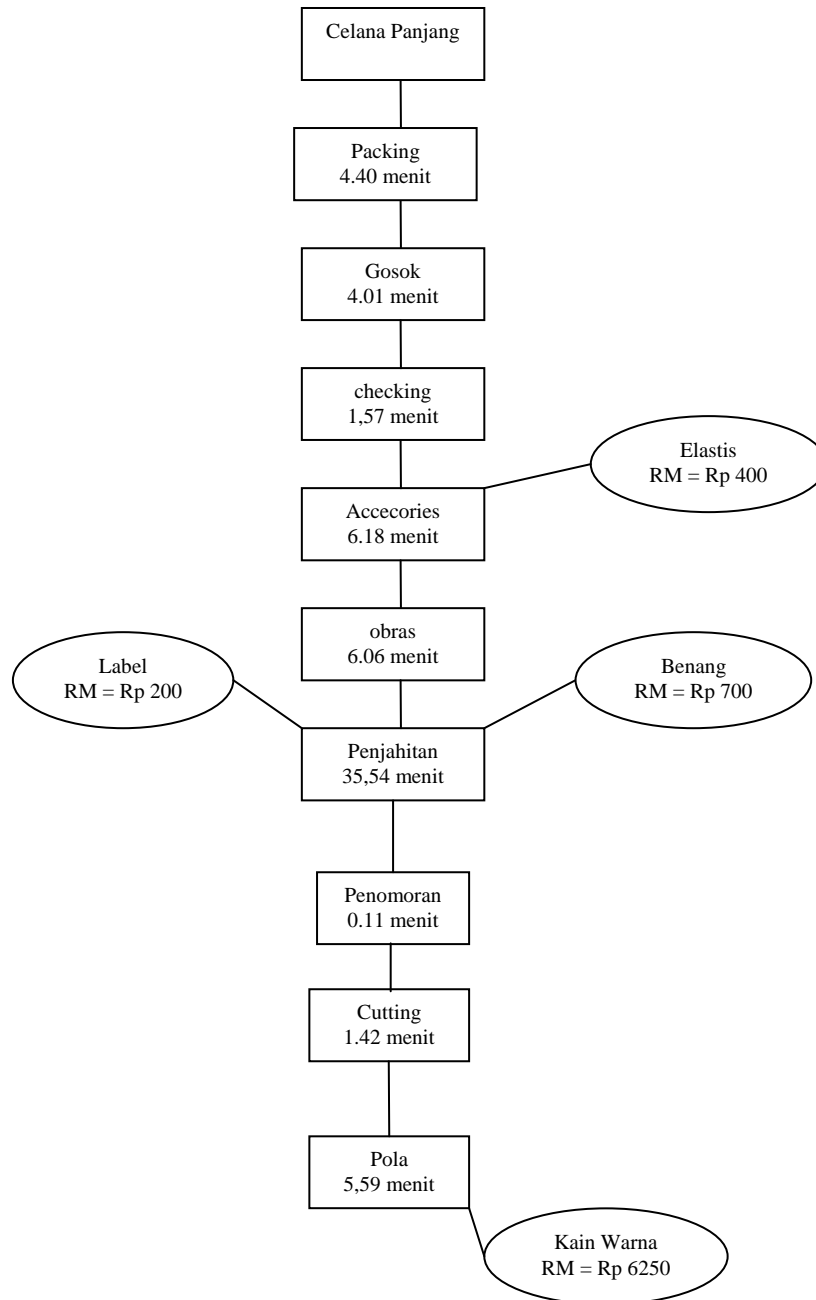 Celana Panjang
Packing
4.40 menit
Gosok
4.01 menit
checking
1,57 menit
Elastis
RM = Rp 400
Accecories
6.18 menit
obras
6.06 menit
Label
RM = Rp 200
Benang
RM = Rp 700
Penjahitan
35,54 menit
Penomoran
0.11 menit
Cutting
1.42 menit
Pola
5,59 menit
Kain Warna
RM = Rp 6250